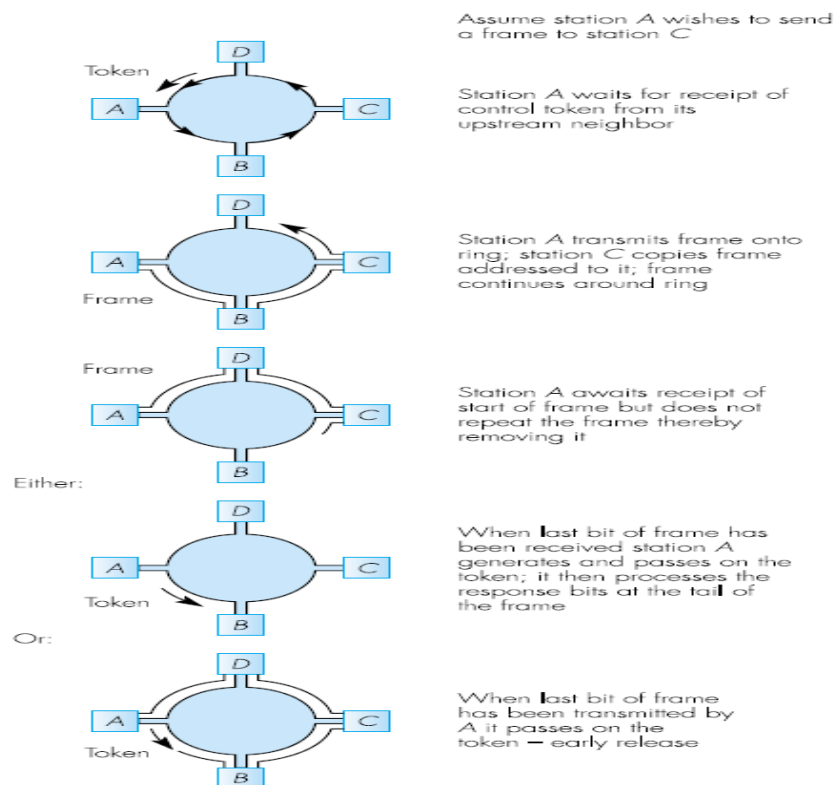 Assume station A wishes to send
a frame to station C
D
Token
Station A waits for receipt of
control token from its
upstream neighbor
A
C
B
D
Station A transmits frame onto
ring; station C copies frame
addressed to it; frame
continues around ring
A
C
Frame
B
Frame
D
Station A awaits receipt of
start of frame but does not
repeat the frame thereby
removing it
A
C
B
Either:
D
When last bit of frame has
been received station A
generates and passes on the
token; it then processes the
response bits at the tail of
the frame
A
C
Token
B
Or:
D
When last bit of frame
has been transmitted by
A it passes on the
token – early release
A
C
Token
B